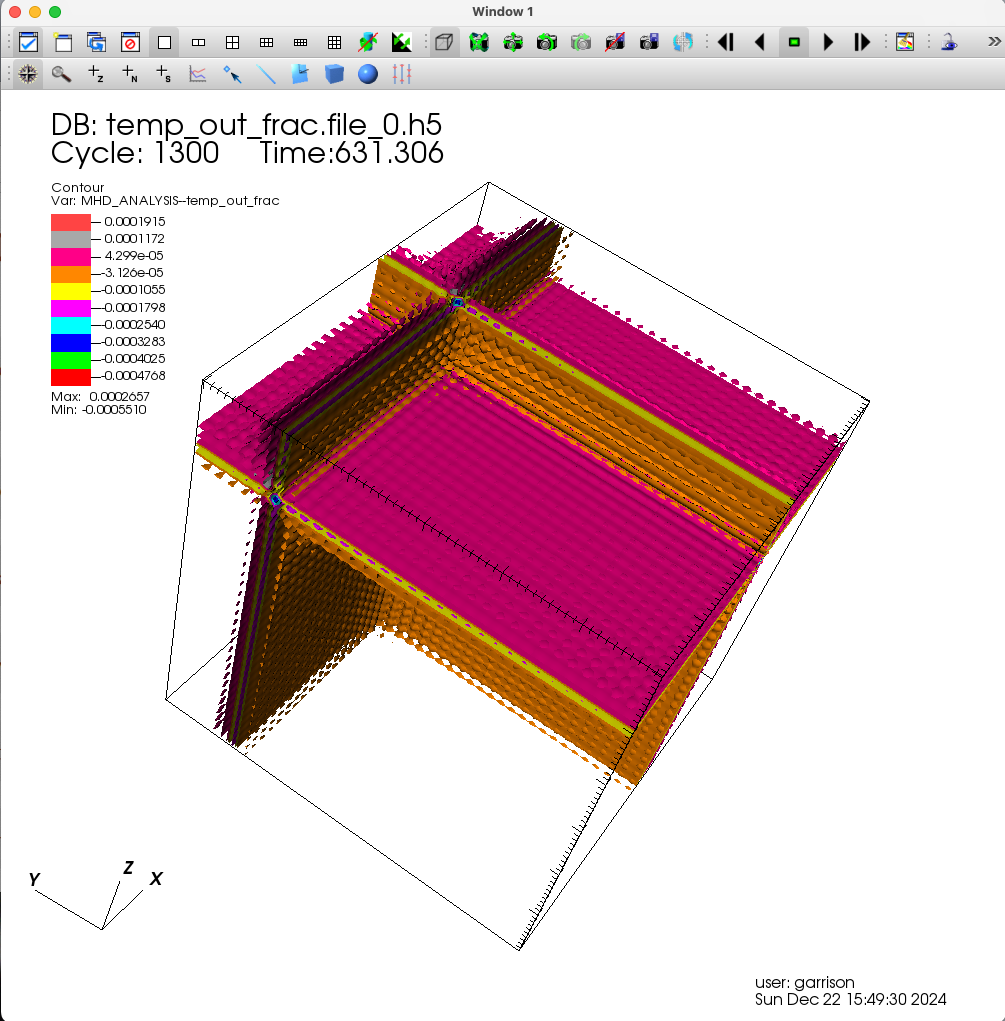 Window 1
DB: temp_out_frac.file_0.h5
Cycle: 1300 Time:631.306
Contour
Var: MHD_ANALYSIS--temp_out_frac
0.0001915
0.0001172
4.299e-05
-3.126e-05
-0.0001055
-0.0001798
-0.0002540
-0.0003283
-0.0004025
-0.0004768
Max: 0.0002657
Min: -0.0005510
Y
Z
X
user: garrison
Sun Dec 22 15:49:30 2024